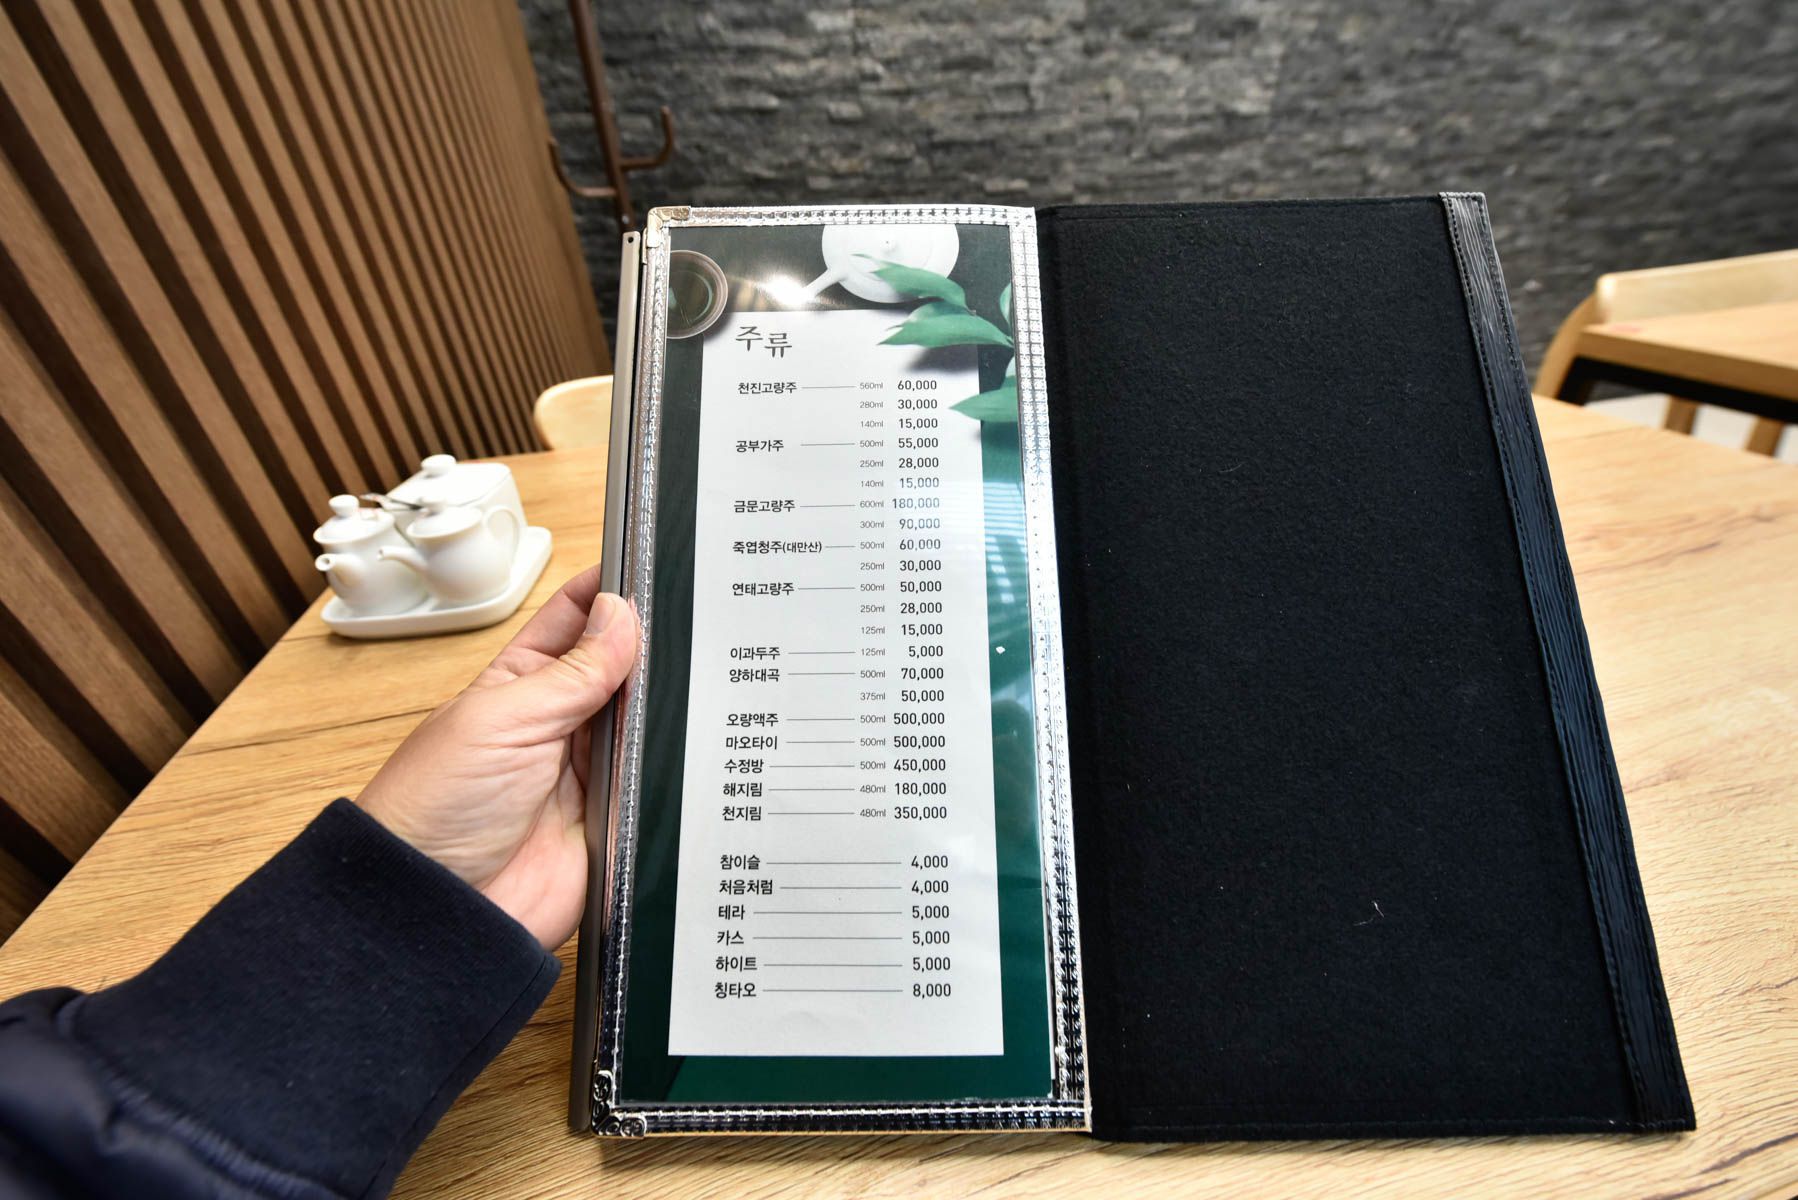 주류
천진고량주 560ml 60,000
280ml 30,000
140ml 15,000
공부가주 500ml 55,000
250ml 28,000
140ml 15,000
금문고량주 600ml 180,000
300ml 90,000
죽엽청주(대만산) 500ml 60,000
250ml 30,000
연태고량주 500ml 50,000
250ml 28,000
125ml 15,000
이과두주 125ml 5,000
양하대곡 500ml 70,000
375ml 50,000
오량액주 500ml 500,000
마오타이 500ml 500,000
수정방 500ml 450,000
해지림 480ml 180,000
천지림 480ml 350,000
참이슬 4,000
처음처럼 4,000
테라 5,000
카스 5,000
하이트 5,000
칭타오 8,000